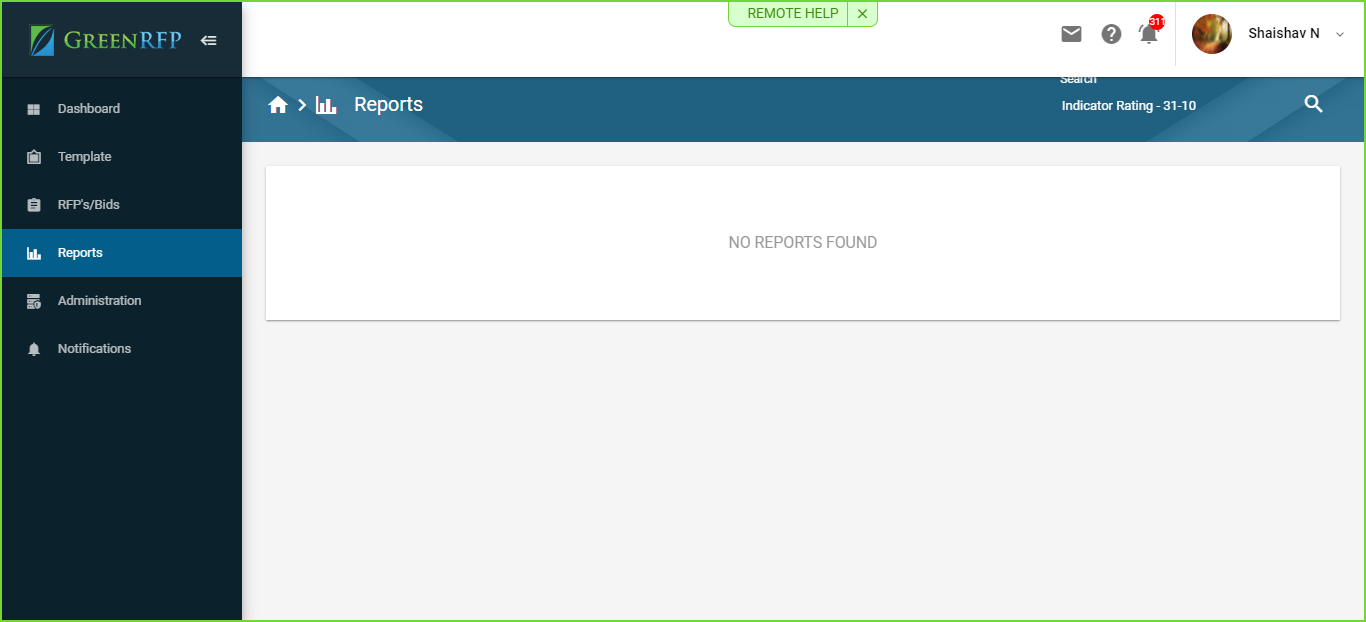 REMOTE HELP ×
GREENRFP
311
Shaishav N
Search
Reports
Indicator Rating - 31-10
Dashboard
Template
RFP's/Bids
Reports
Administration
Notifications
NO REPORTS FOUND